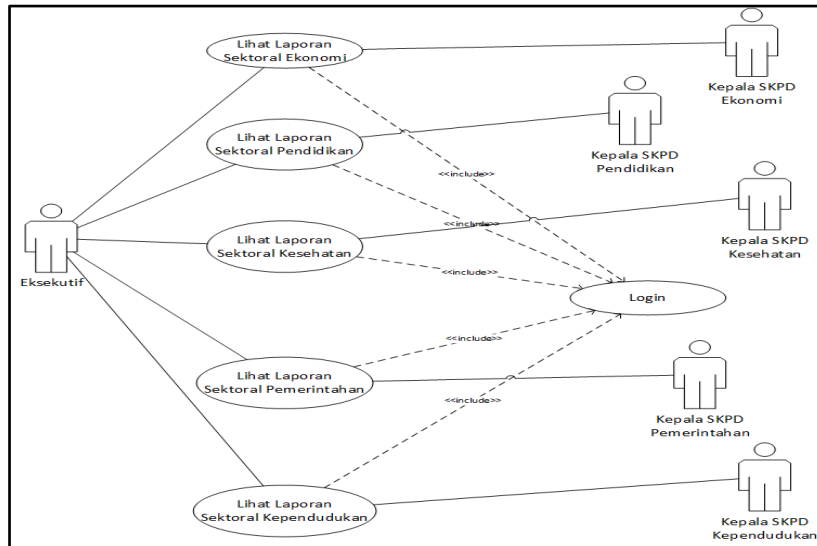 Lihat Laporan
Sektoral Ekonomi
Kepala SKPD
Ekonomi
Lihat Laporan
Sektoral Pendidikan
Kepala SKPD
Pendidikan
<<include>>
Lihat Laporan
Sektoral Kesehatan
<<include>>
Kepala SKPD
Kesehatan
Eksekutif
<<include>>
Login
<<include>>
Lihat Laporan
Sektoral Pemerintahan
<<include>>
Kepala SKPD
Pemerintahan
Lihat Laporan
Sektoral Kependudukan
Kepala SKPD
Kependudukan